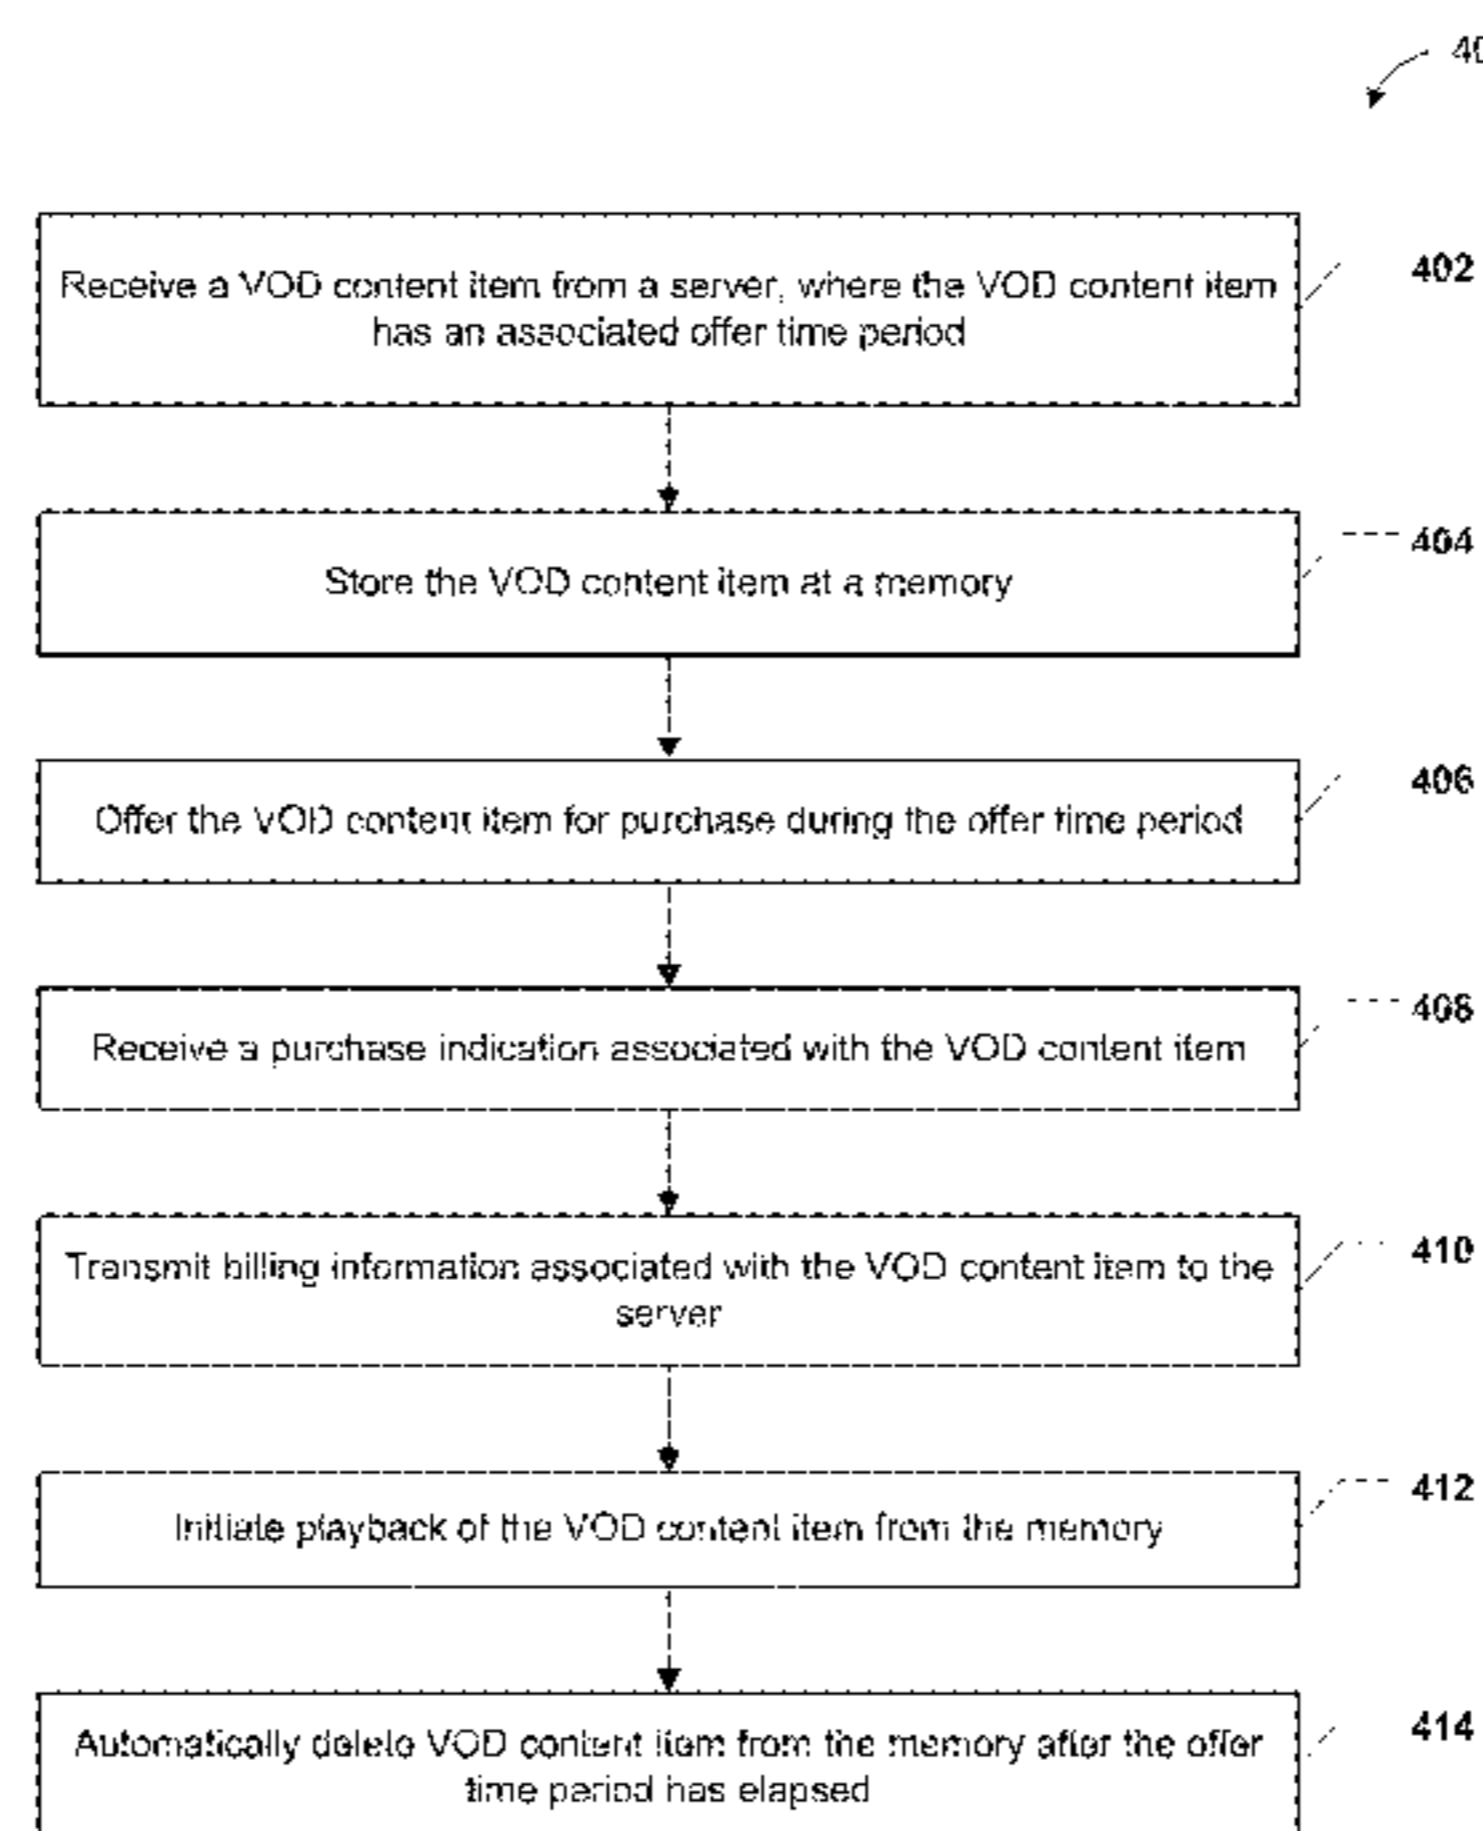 40
Receive a VOD content item from a server, where the VOD content item
has an associated offer time period
402
Store the VOD content item at a memory
404
Offer the VOD content item for purchase during the offer time period
406
Receive a purchase indication associated with the VOD content item
408
Transmit billing information associated with the VOD content item to the
server
410
Initiate playback of the VOD content item from the memory
412
Automatically delete VOD content item from the memory after the offer
time period has elapsed
414